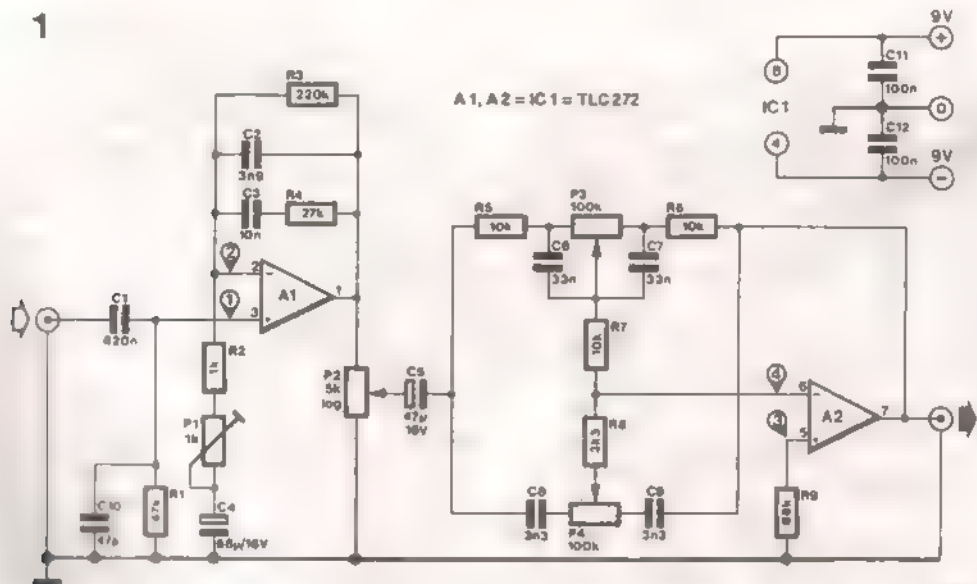 1
9V
+
C11
100n
8
IC1
0
4
C12
100n
9V
−
A1, A2 = IC1 = TLC272
R3
220k
C2
3n9
C3
10n
R4
27k
2
2
−
A1
1
1
3
+
C1
820n
R2
1k
P1
1k
C4
68µ/16V
C10
47p
R1
47k
P2
5k
log
C5
47µ
16V
R5
10k
P3
100k
R6
10k
C6
33n
C7
33n
R7
10k
R8
3k3
4
6
−
A2
7
3
5
+
C8
3n3
P4
100k
C9
3n3
R9
68k